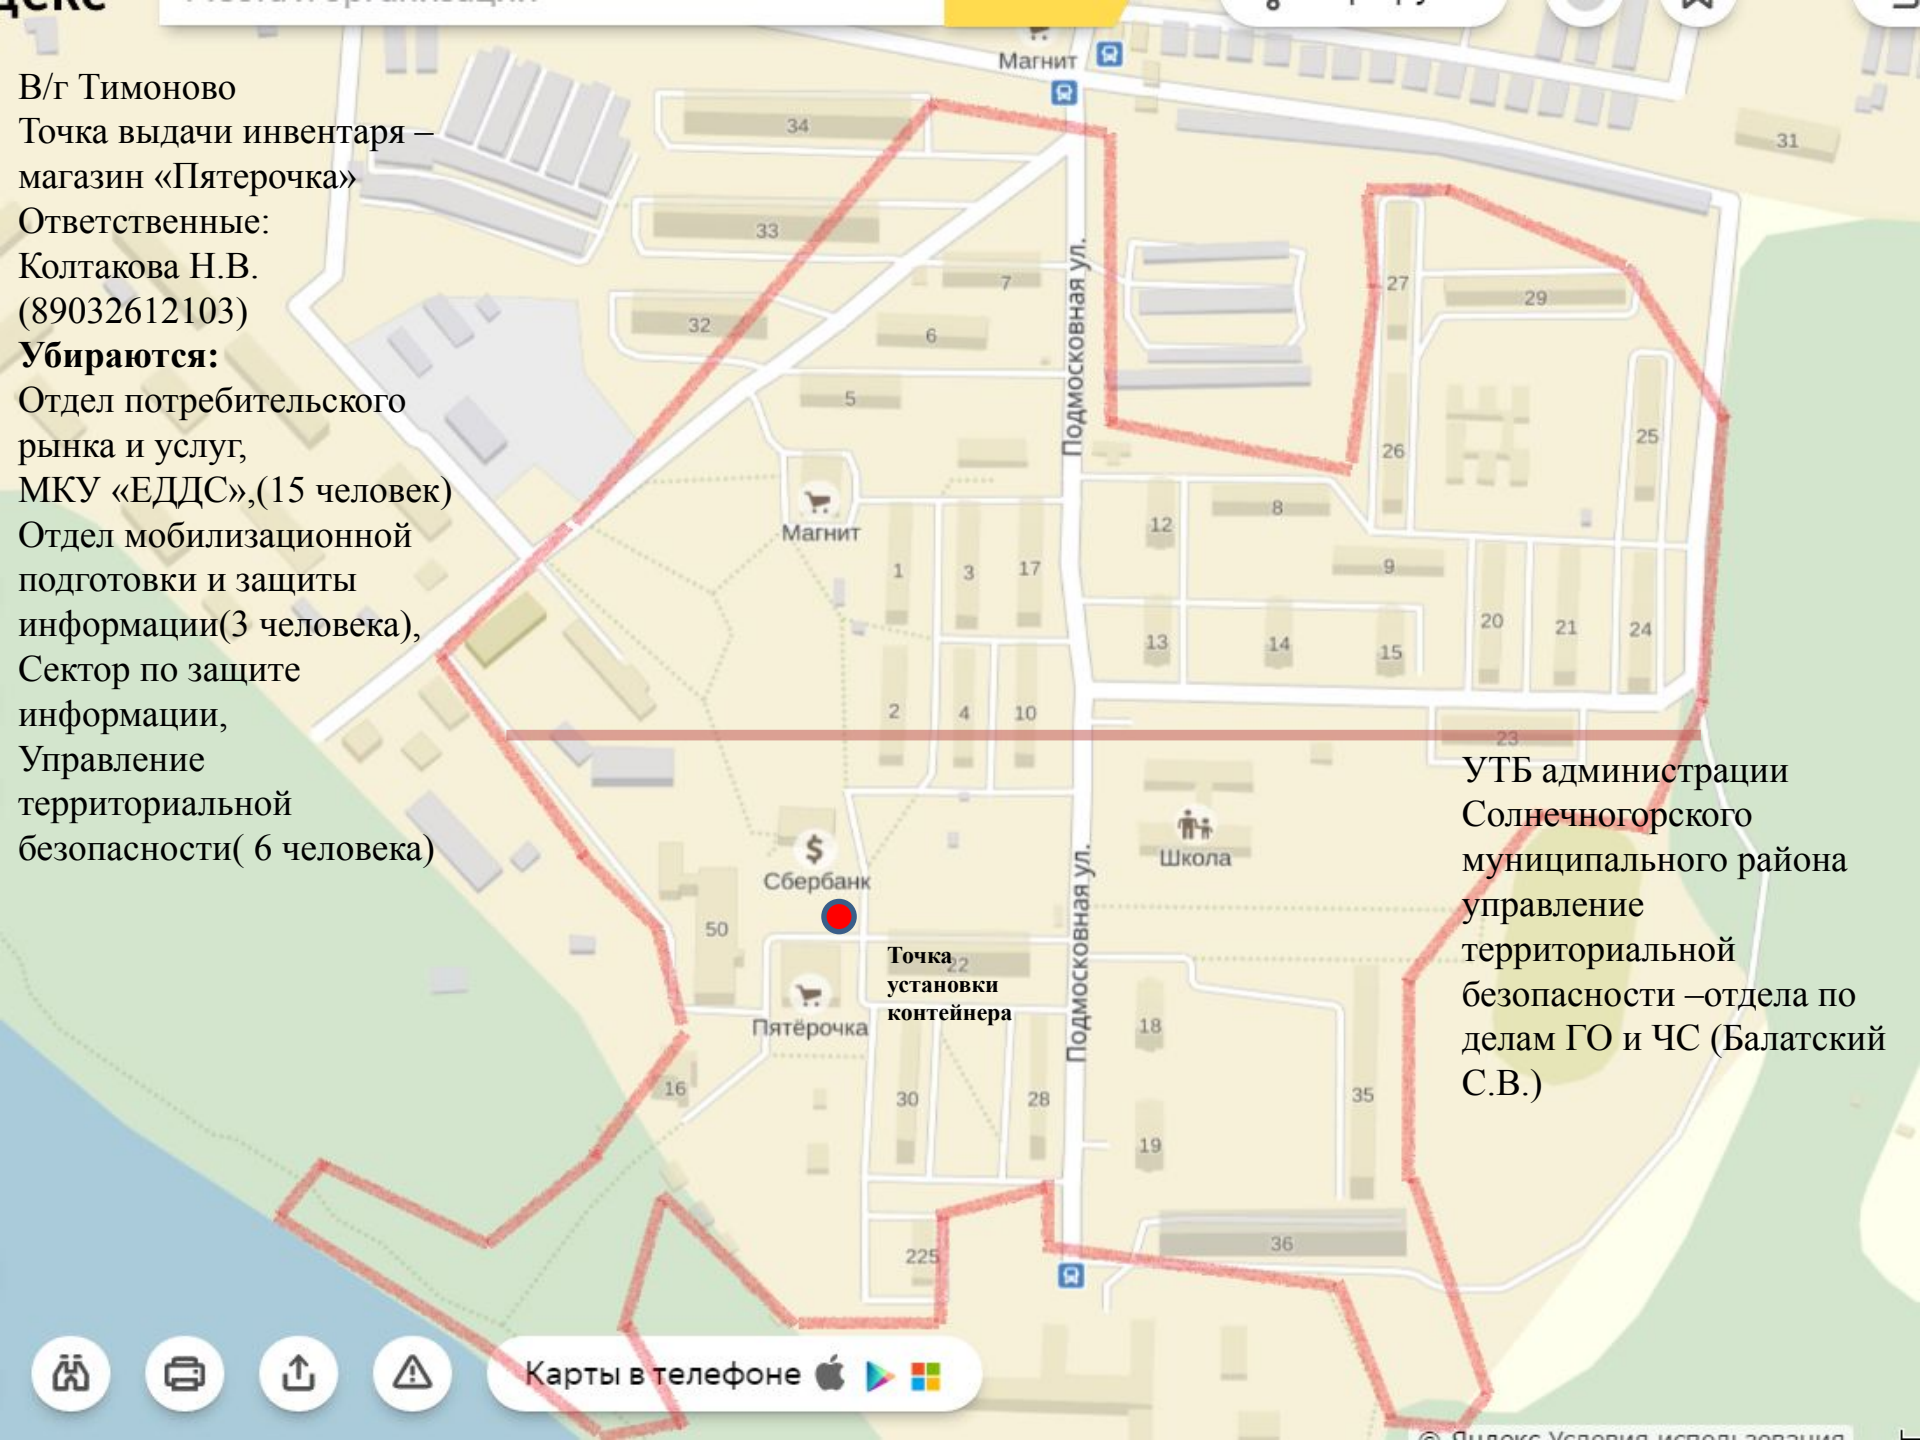 Магнит
В/г Тимоново
Точка выдачи инвентаря –
магазин «Пятерочка»
Ответственные:
Колтакова Н.В.
(89032612103)
Убираются:
Отдел потребительского
рынка и услуг,
МКУ «ЕДДС»,(15 человек)
Отдел мобилизационной
подготовки и защиты
информации(3 человека),
Сектор по защите
информации,
Управление
территориальной
безопасности( 6 человека)
34
31
33
7
27
29
32
6
Подмосковная ул.
5
25
26
Магнит
8
12
9
1
3
17
20
21
24
13
14
15
2
4
10
23
УТБ администрации
Солнечногорского
муниципального района
управление
территориальной
безопасности –отдела по
делам ГО и ЧС (Балатский
С.В.)
Школа
Сбербанк
50
Подмосковная ул.
Точка
установки
контейнера
22
Пятёрочка
18
16
30
28
35
19
225
36
Карты в телефоне
© Яндекс Условия использования